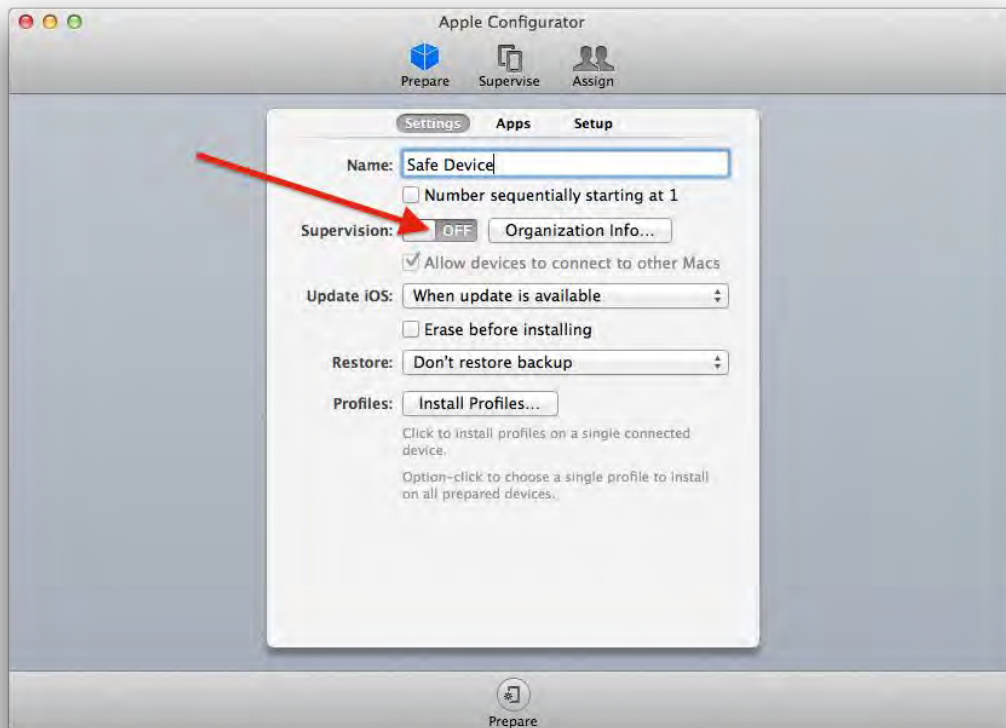 Apple Configurator
Prepare Supervise Assign
Settings Apps Setup
Name: Safe Device
Number sequentially starting at 1
Supervision: OFF Organization Info...
Allow devices to connect to other Macs
Update iOS: When update is available
Erase before installing
Restore: Don't restore backup
Profiles: Install Profiles...
Click to install profiles on a single connected
device.
Option-click to choose a single profile to install
on all prepared devices.
Prepare